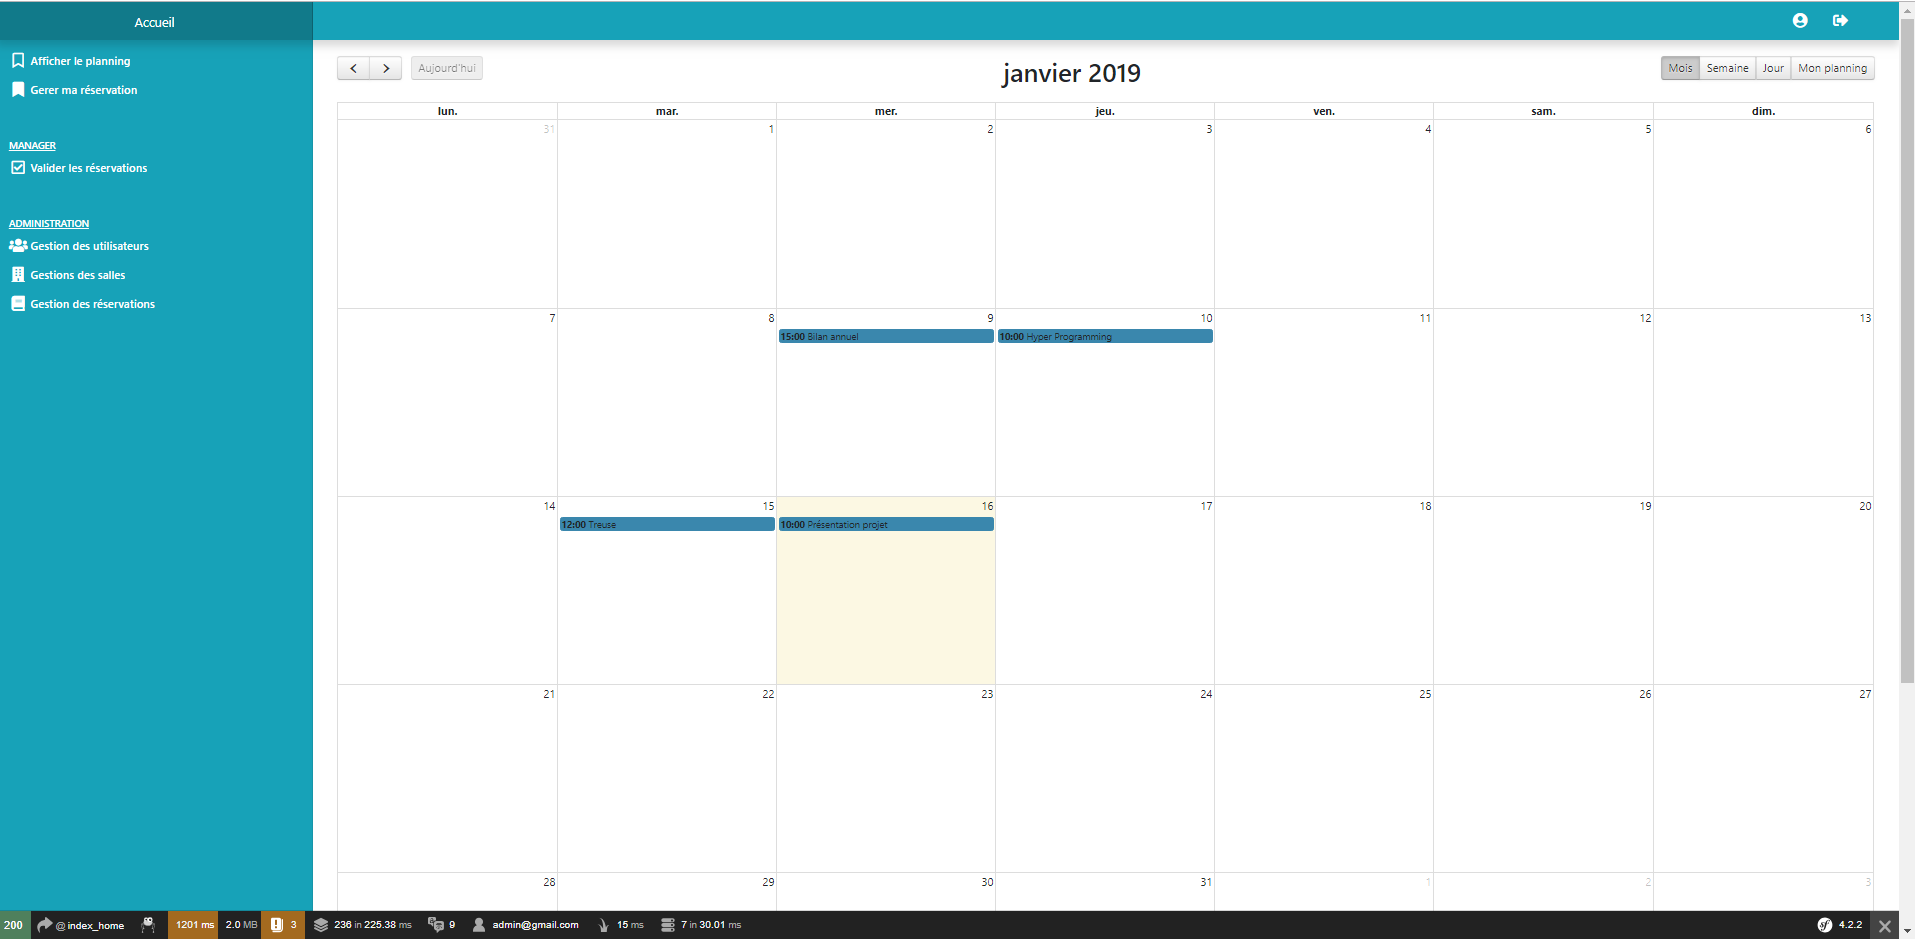 Accueil
Afficher le planning
Gerer ma réservation
MANAGER
Valider les réservations
ADMINISTRATION
Gestion des utilisateurs
Gestions des salles
Gestion des réservations
Aujourd'hui
janvier 2019
Mois Semaine Jour Mon planning
lun. mar. mer. jeu. ven. sam. dim.
31 1 2 3 4 5 6
7 8 9 10 11 12 13
15:00 Bilan annuel 10:00 Hyper Programming
14 15 16 17 18 19 20
12:00 Treuse 10:00 Présentation projet
21 22 23 24 25 26 27
28 29 30 31 1 2 3
200 @ index_home 1201 ms 2.0 MB 3 236 in 225.38 ms 9 admin@gmail.com 15 ms 7 in 30.01 ms sf 4.2.2